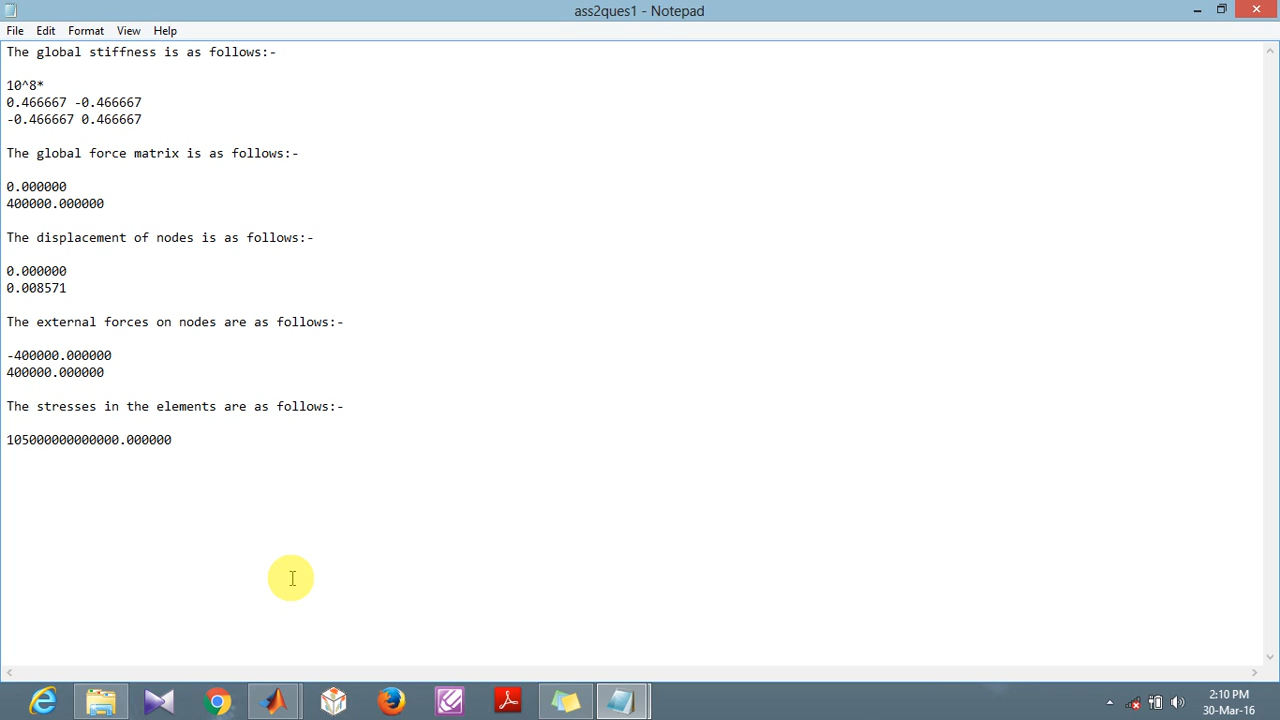 ass2ques1 - Notepad
File Edit Format View Help
The global stiffness is as follows:-
10^8*
0.466667 -0.466667
-0.466667 0.466667
The global force matrix is as follows:-
0.000000
400000.000000
The displacement of nodes is as follows:-
0.000000
0.008571
The external forces on nodes are as follows:-
-400000.000000
400000.000000
The stresses in the elements are as follows:-
105000000000000.000000
2:10 PM
30-Mar-16